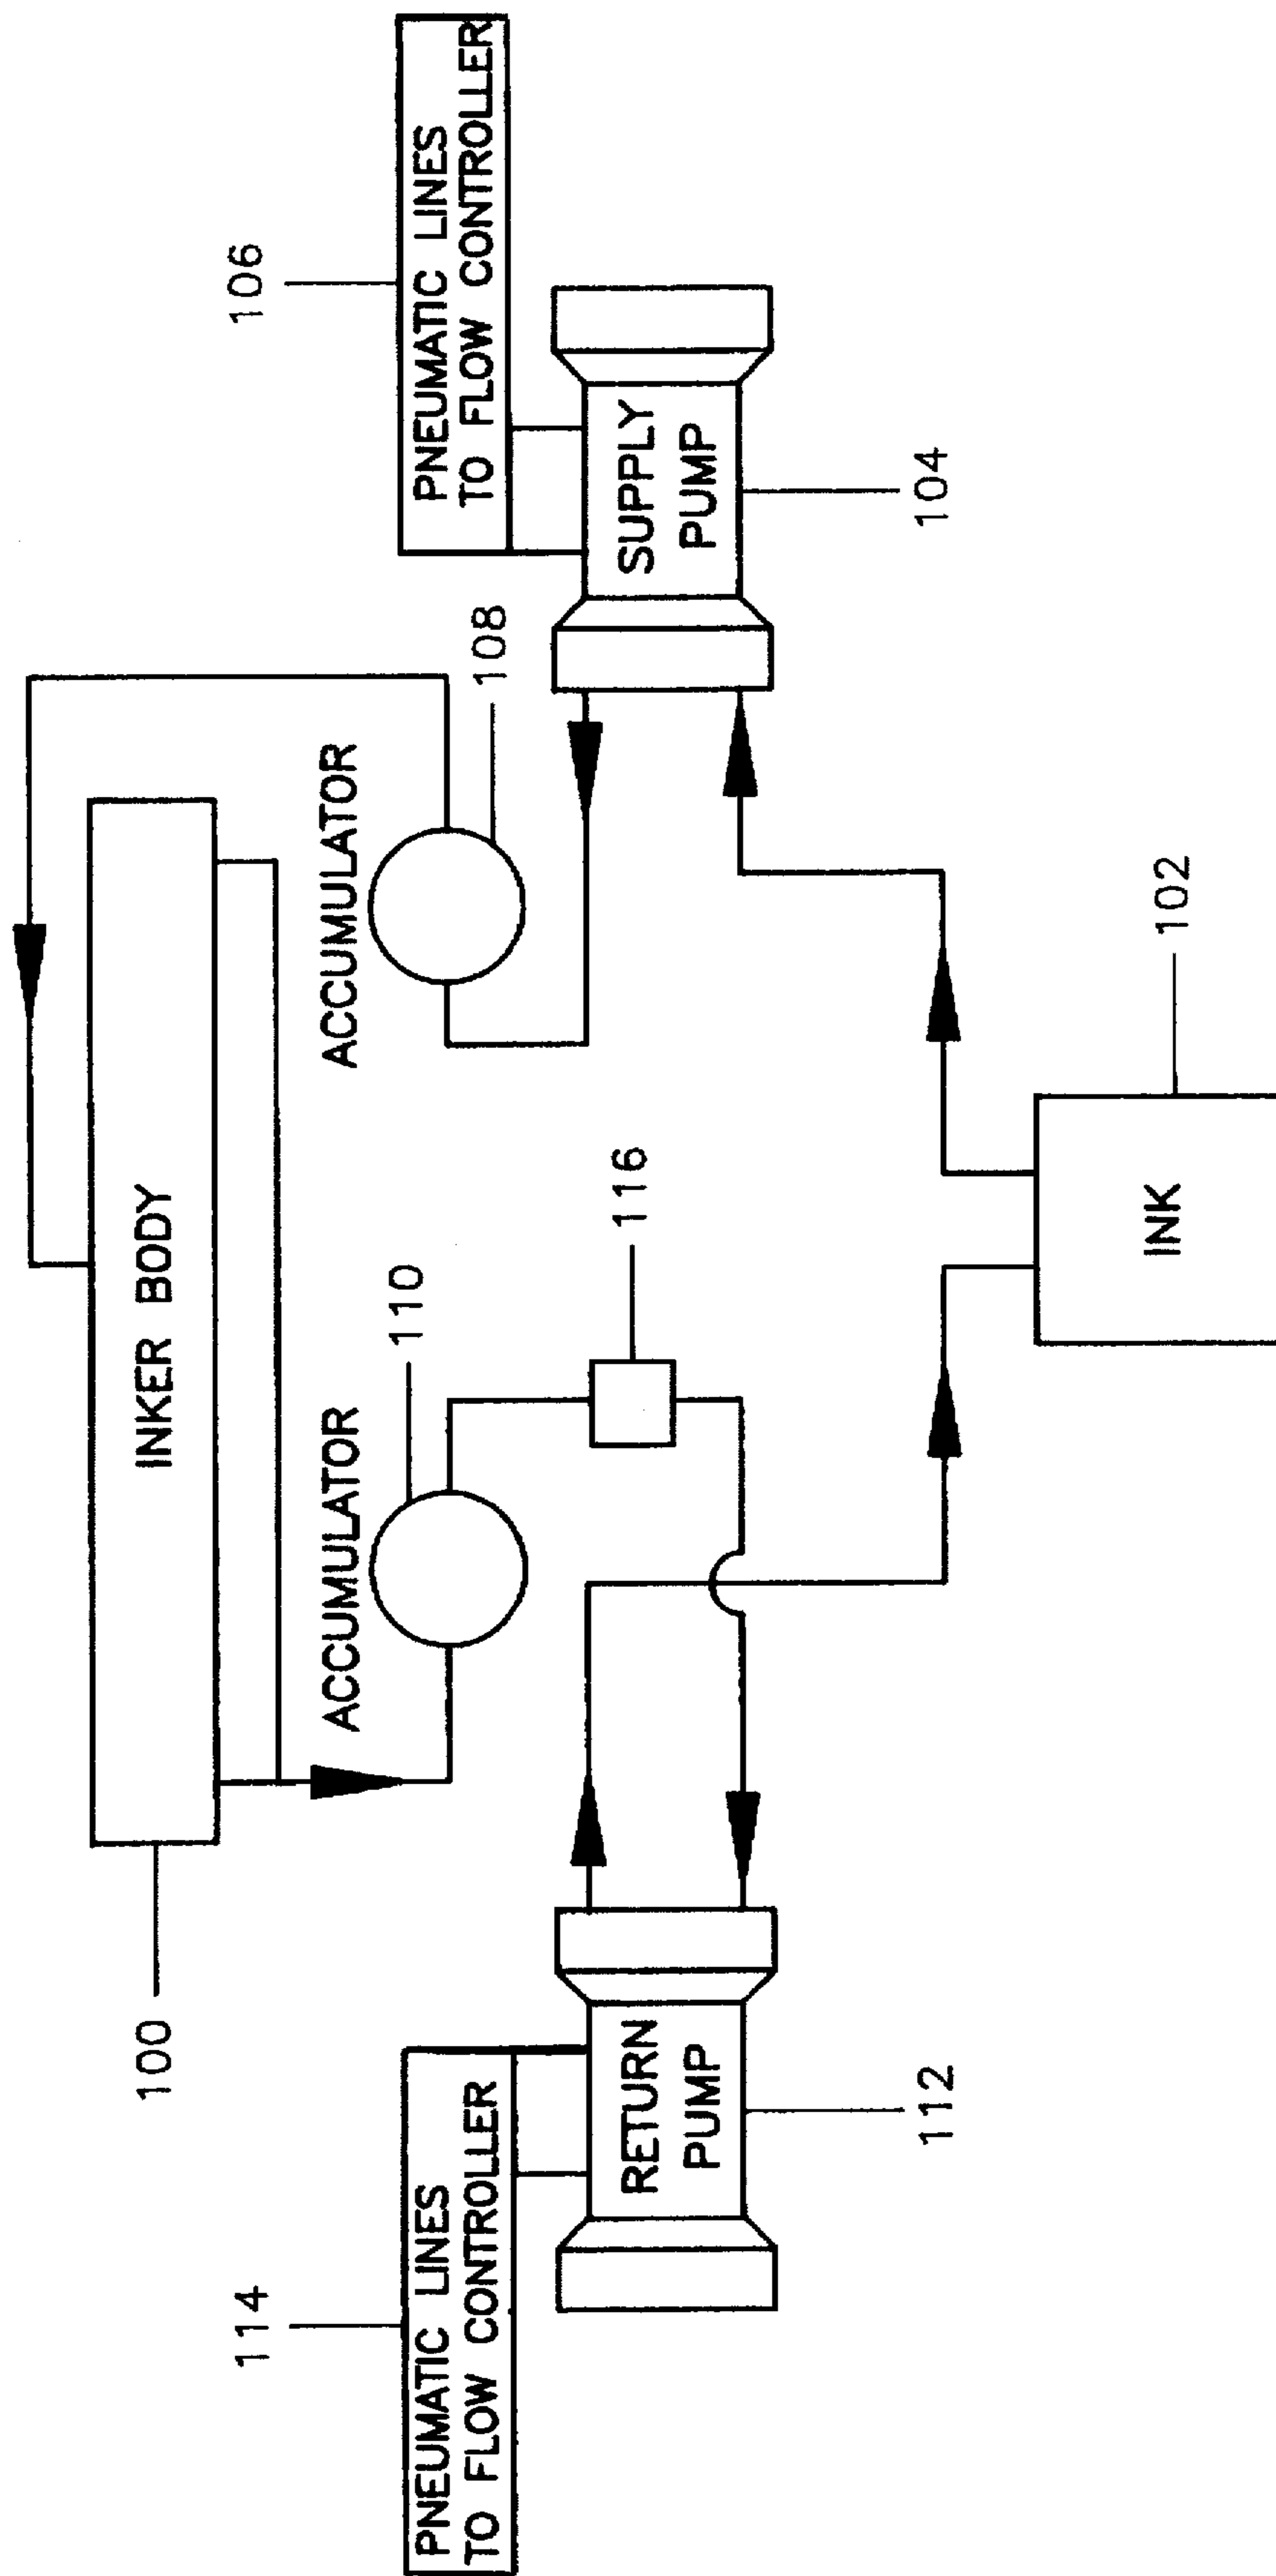 100
INKER BODY
114
PNEUMATIC LINES
TO FLOW CONTROLLER
ACCUMULATOR
110
ACCUMULATOR
108
106
PNEUMATIC LINES
TO FLOW CONTROLLER
RETURN
PUMP
112
116
SUPPLY
PUMP
104
INK
102